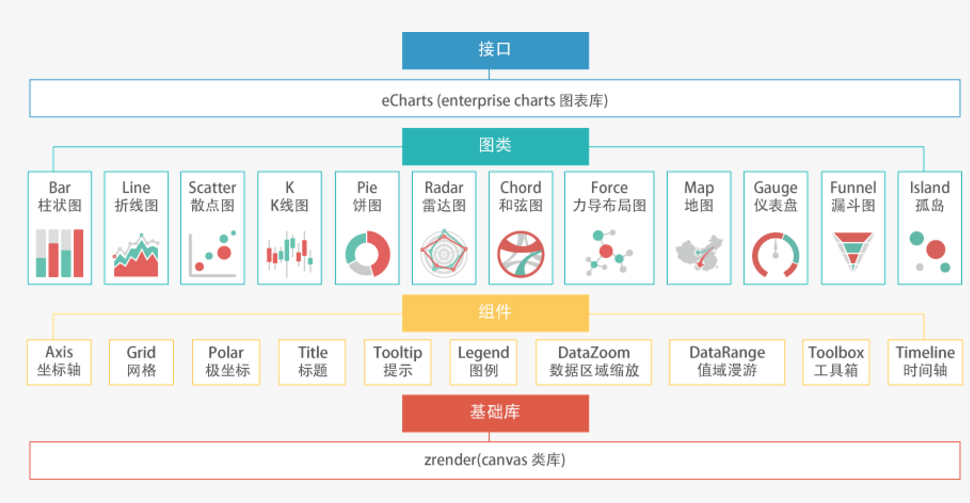 接口
eCharts (enterprise charts 图表库)
图类
Bar
柱状图
Line
折线图
Scatter
散点图
K
K线图
Pie
饼图
Radar
雷达图
Chord
和弦图
Force
力导布局图
Map
地图
Gauge
仪表盘
Funnel
漏斗图
Island
孤岛
组件
Axis
坐标轴
Grid
网格
Polar
极坐标
Title
标题
Tooltip
提示
Legend
图例
DataZoom
数据区域缩放
DataRange
值域漫游
Toolbox
工具箱
Timeline
时间轴
基础库
zrender(canvas 类库)